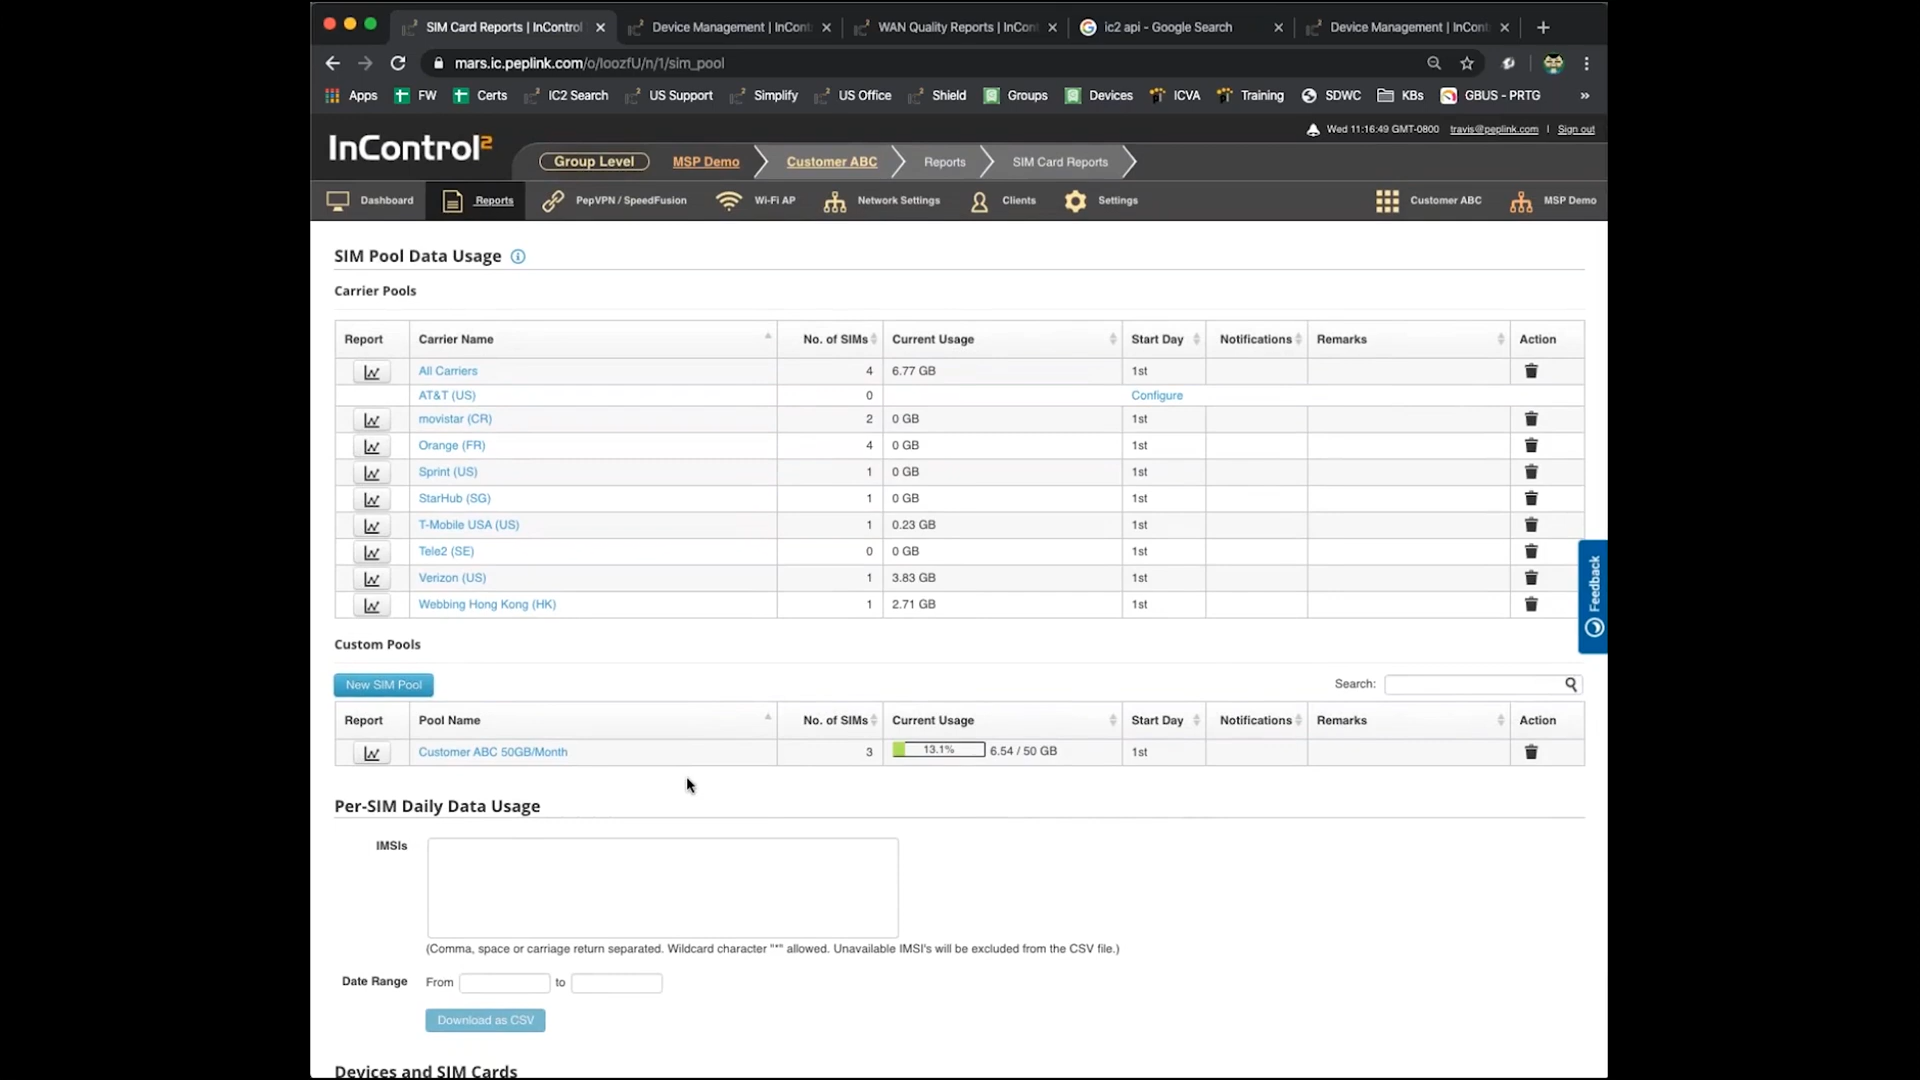 SIM Card Reports | InControl
Device Management | InCont
WAN Quality Reports | InCon
ic2 api - Google Search
Device Management | InCont
mars.ic.peplink.com/o/IoozfU/n/1/sim_pool
Apps FW Certs IC2 Search US Support Simplify US Office Shield Groups Devices ICVA Training SDWC KBs GBUS - PRTG »
Wed 11:16:49 GMT-0800 travis@peplink.com | Sign out
InControl2 Group Level MSP Demo Customer ABC Reports SIM Card Reports
Dashboard Reports PepVPN / SpeedFusion Wi-Fi AP Network Settings Clients Settings Customer ABC MSP Demo
SIM Pool Data Usage
Carrier Pools
Report Carrier Name No. of SIMs Current Usage Start Day Notifications Remarks Action
All Carriers 4 6.77 GB 1st
AT&T (US) 0 Configure
movistar (CR) 2 0 GB 1st
Orange (FR) 4 0 GB 1st
Sprint (US) 1 0 GB 1st
StarHub (SG) 1 0 GB 1st
T-Mobile USA (US) 1 0.23 GB 1st
Tele2 (SE) 0 0 GB 1st
Verizon (US) 1 3.83 GB 1st
Webbing Hong Kong (HK) 1 2.71 GB 1st
Feedback
Custom Pools
New SIM Pool Search:
Report Pool Name No. of SIMs Current Usage Start Day Notifications Remarks Action
Customer ABC 50GB/Month 3 13.1% 6.54 / 50 GB 1st
Per-SIM Daily Data Usage
IMSIs
(Comma, space or carriage return separated. Wildcard character "*" allowed. Unavailable IMSI's will be excluded from the CSV file.)
Date Range From to
Download as CSV
Devices and SIM Cards